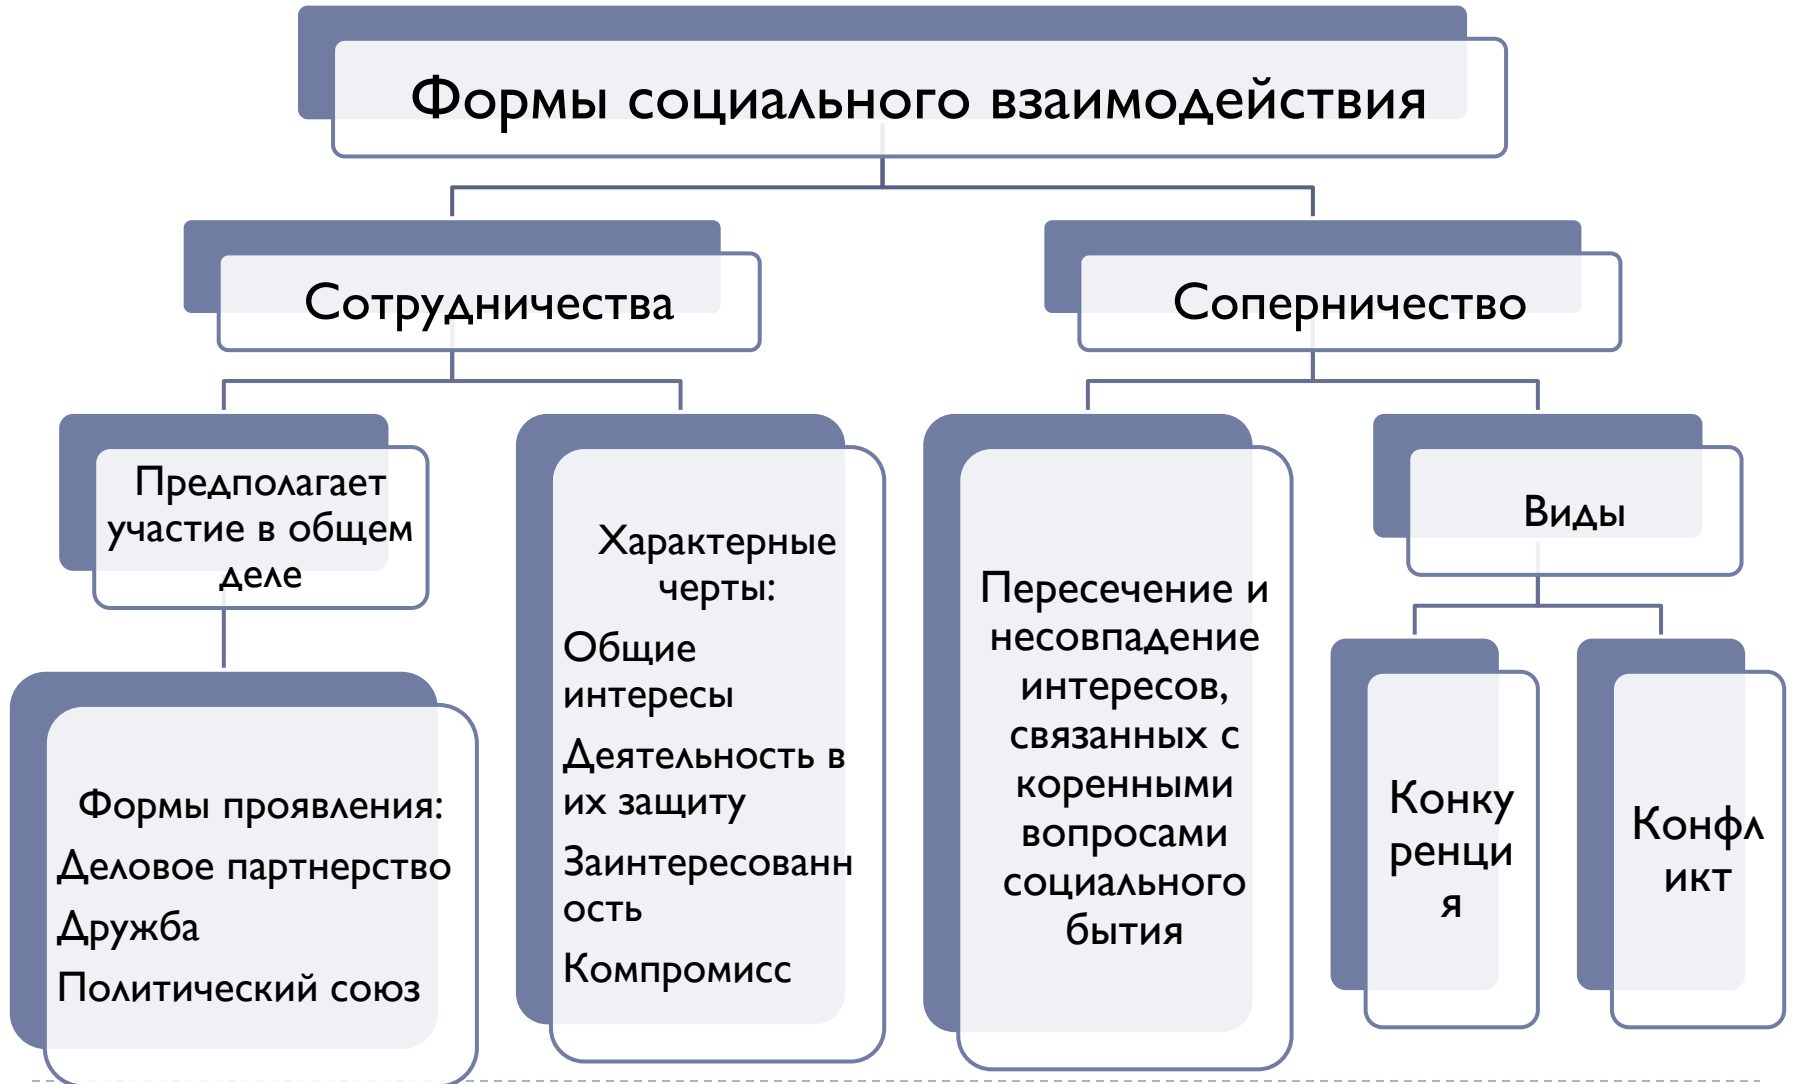 Формы социального взаимодействия
Сотрудничества
Соперничество
Предполагает
участие в общем
деле
Формы проявления:
Деловое партнерство
Дружба
Политический союз
Характерные
черты:
Общие
интересы
Деятельность в
их защиту
Заинтересованн
ость
Компромисс
Пересечение и
несовпадение
интересов,
связанных с
коренными
вопросами
социального
бытия
Виды
Конку
ренци
я
Конфл
икт